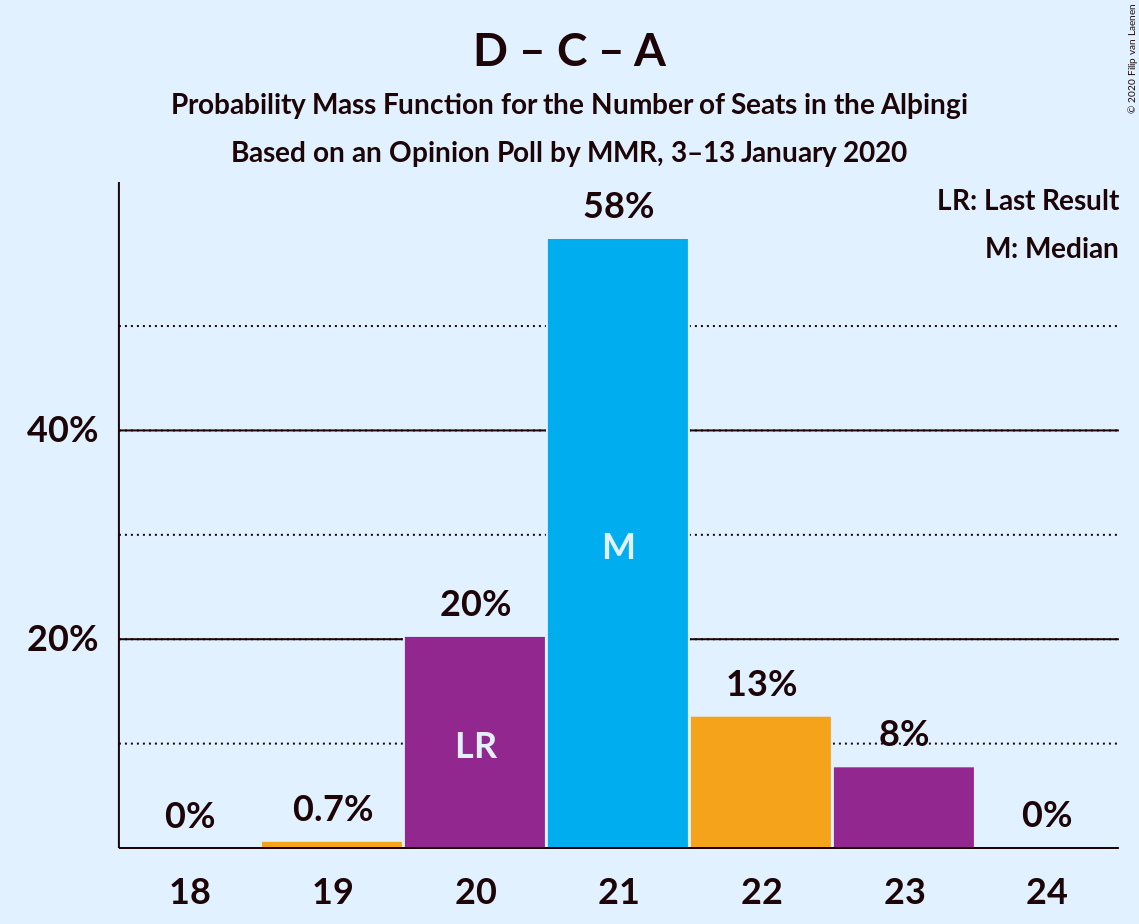 D – C – A
Probability Mass Function for the Number of Seats in the Alþingi
Based on an Opinion Poll by MMR, 3–13 January 2020
© 2020 Filip van Laenen
LR: Last Result
M: Median
58%
40%
M
20%
20%
13%
LR
8%
0%
0.7%
0%
18 19 20 21 22 23 24